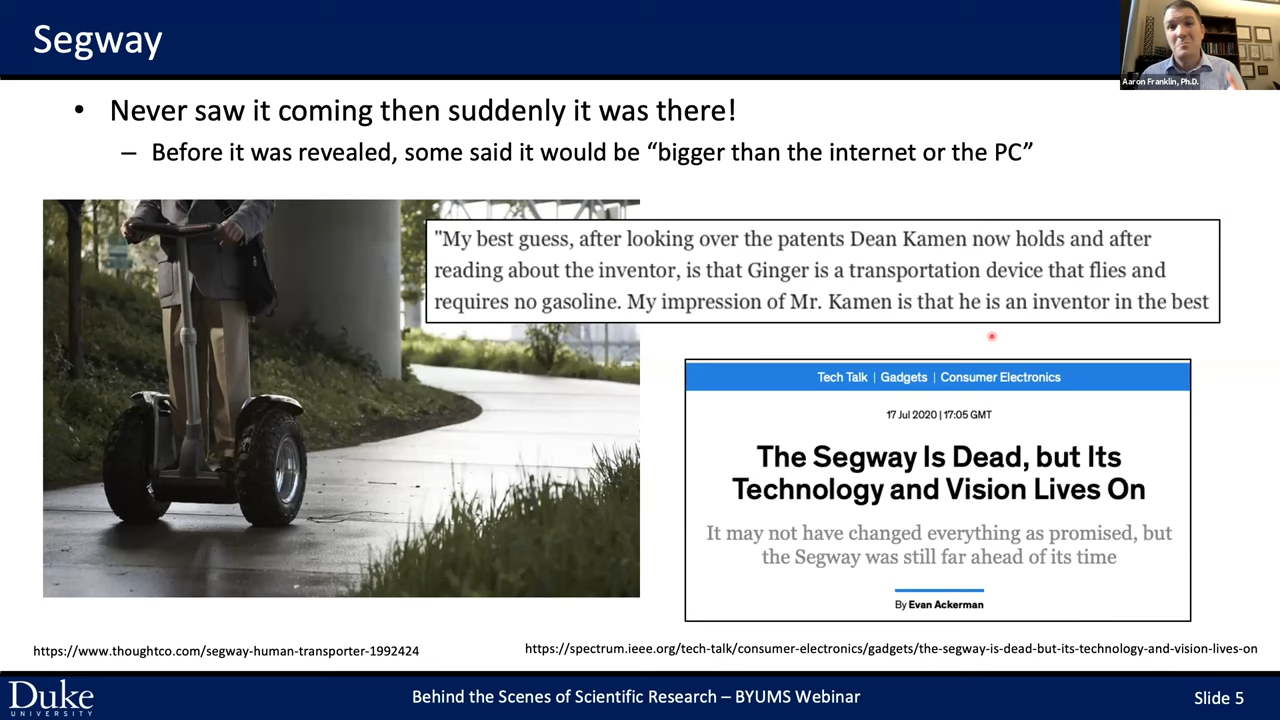 Segway
Aaron Franklin, Ph.D.
• Never saw it coming then suddenly it was there!
– Before it was revealed, some said it would be “bigger than the internet or the PC”
"My best guess, after looking over the patents Dean Kamen now holds and after
reading about the inventor, is that Ginger is a transportation device that flies and
requires no gasoline. My impression of Mr. Kamen is that he is an inventor in the best
Tech Talk | Gadgets | Consumer Electronics
17 Jul 2020 | 17:05 GMT
The Segway Is Dead, but Its
Technology and Vision Lives On
It may not have changed everything as promised, but
the Segway was still far ahead of its time
By Evan Ackerman
https://www.thoughtco.com/segway-human-transporter-1992424
https://spectrum.ieee.org/tech-talk/consumer-electronics/gadgets/the-segway-is-dead-but-its-technology-and-vision-lives-on
Duke
UNIVERSITY
Behind the Scenes of Scientific Research – BYUMS Webinar
Slide 5